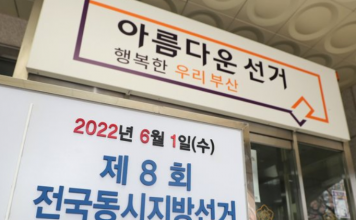 아름다운 선거
행복한 우리 부산
2022년 6월 1일(수)
제 8 회
전국동시지방선거